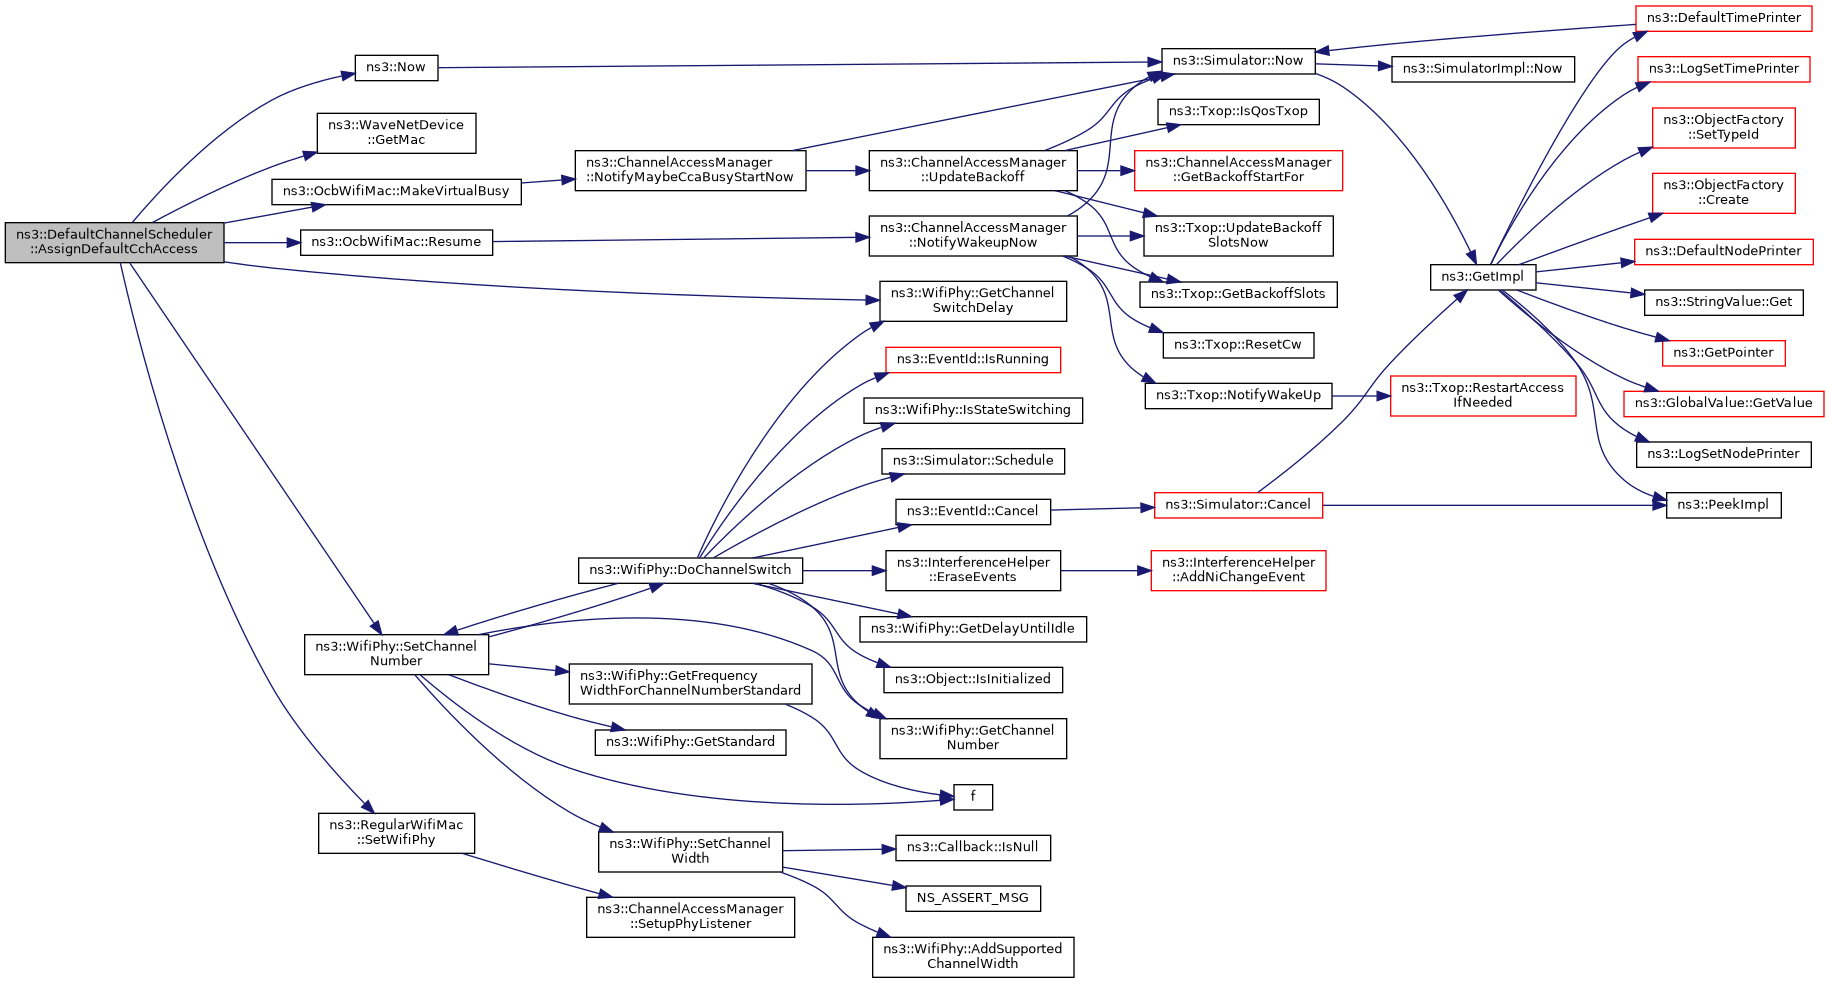 ns3::DefaultChannelScheduler
::AssignDefaultCchAccess
ns3::Now
ns3::WaveNetDevice
::GetMac
ns3::OcbWifiMac::MakeVirtualBusy
ns3::OcbWifiMac::Resume
ns3::WifiPhy::SetChannel
Number
ns3::RegularWifiMac
::SetWifiPhy
ns3::ChannelAccessManager
::NotifyMaybeCcaBusyStartNow
ns3::WifiPhy::DoChannelSwitch
ns3::WifiPhy::GetFrequency
WidthForChannelNumberStandard
ns3::WifiPhy::GetStandard
ns3::WifiPhy::SetChannel
Width
ns3::ChannelAccessManager
::SetupPhyListener
ns3::ChannelAccessManager
::UpdateBackoff
ns3::ChannelAccessManager
::NotifyWakeupNow
ns3::WifiPhy::GetChannel
SwitchDelay
ns3::EventId::IsRunning
ns3::WifiPhy::IsStateSwitching
ns3::Simulator::Schedule
ns3::EventId::Cancel
ns3::InterferenceHelper
::EraseEvents
ns3::WifiPhy::GetDelayUntilIdle
ns3::Object::IsInitialized
ns3::WifiPhy::GetChannel
Number
f
ns3::Callback::IsNull
NS_ASSERT_MSG
ns3::WifiPhy::AddSupported
ChannelWidth
ns3::Simulator::Now
ns3::Txop::IsQosTxop
ns3::ChannelAccessManager
::GetBackoffStartFor
ns3::Txop::UpdateBackoff
SlotsNow
ns3::Txop::GetBackoffSlots
ns3::Txop::ResetCw
ns3::Txop::NotifyWakeUp
ns3::Simulator::Cancel
ns3::InterferenceHelper
::AddNiChangeEvent
ns3::SimulatorImpl::Now
ns3::GetImpl
ns3::Txop::RestartAccess
IfNeeded
ns3::DefaultTimePrinter
ns3::LogSetTimePrinter
ns3::ObjectFactory
::SetTypeId
ns3::ObjectFactory
::Create
ns3::DefaultNodePrinter
ns3::StringValue::Get
ns3::GetPointer
ns3::GlobalValue::GetValue
ns3::LogSetNodePrinter
ns3::PeekImpl